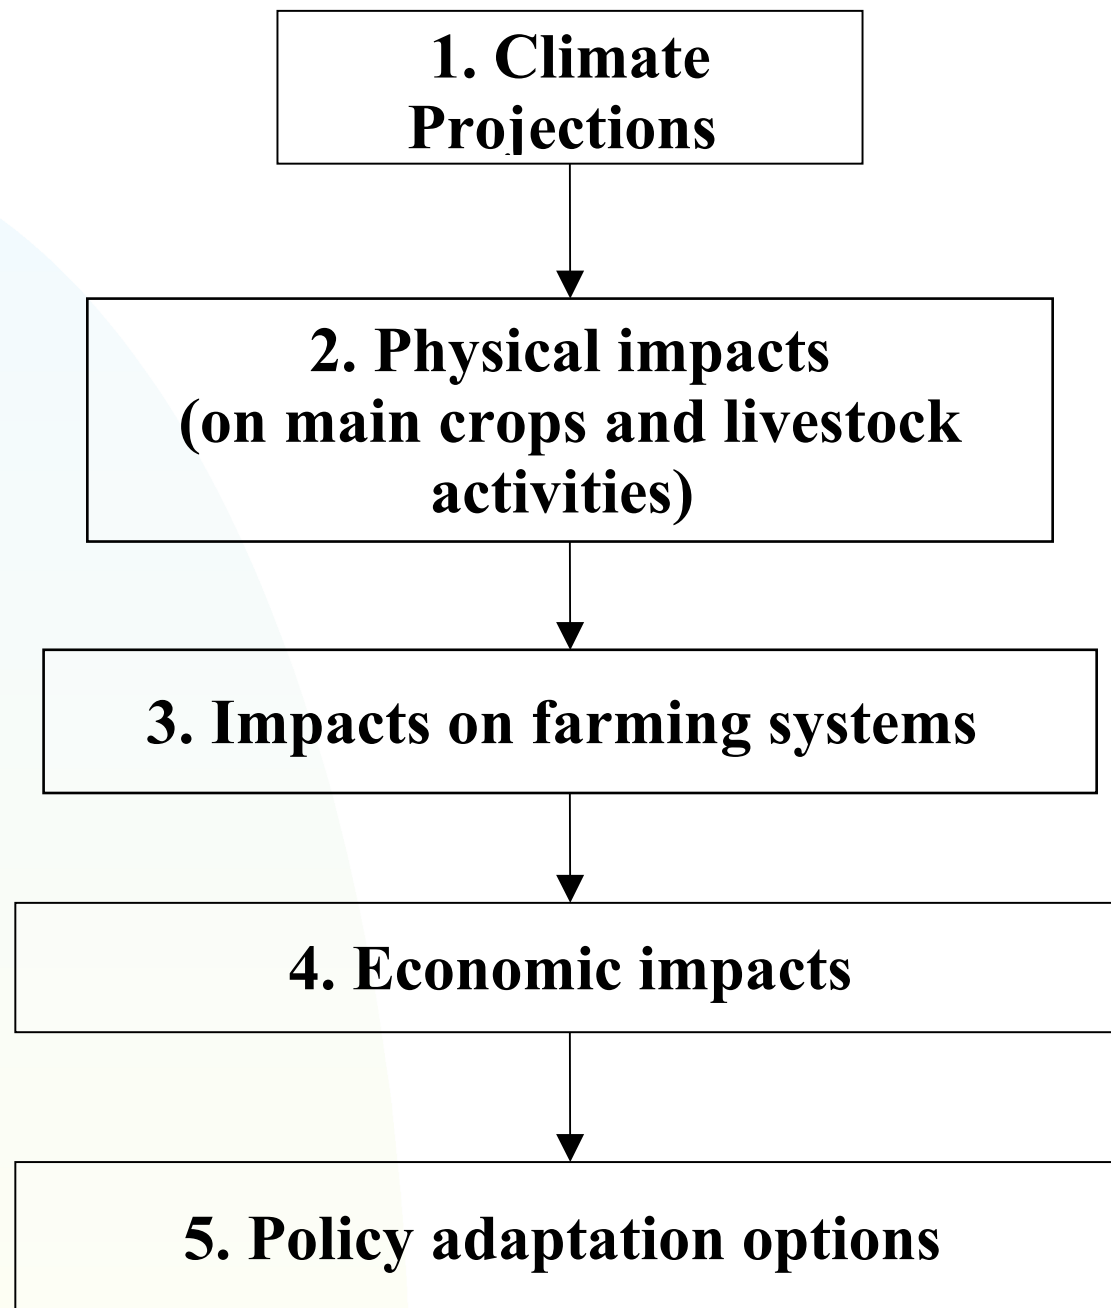 1. Climate
Projections
2. Physical impacts
(on main crops and livestock
activities)
3. Impacts on farming systems
4. Economic impacts
5. Policy adaptation options